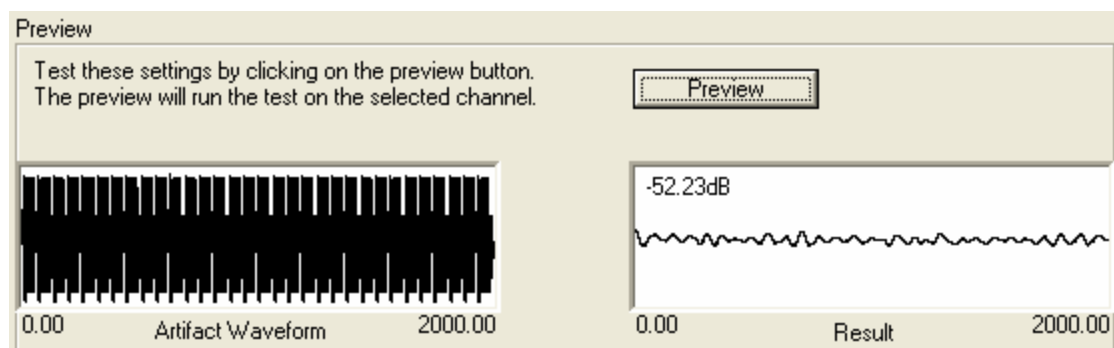 Preview
Test these settings by clicking on the preview button.
The preview will run the test on the selected channel.
Preview
-52.23dB
0.00 Artifact Waveform 2000.00
0.00 Result 2000.00